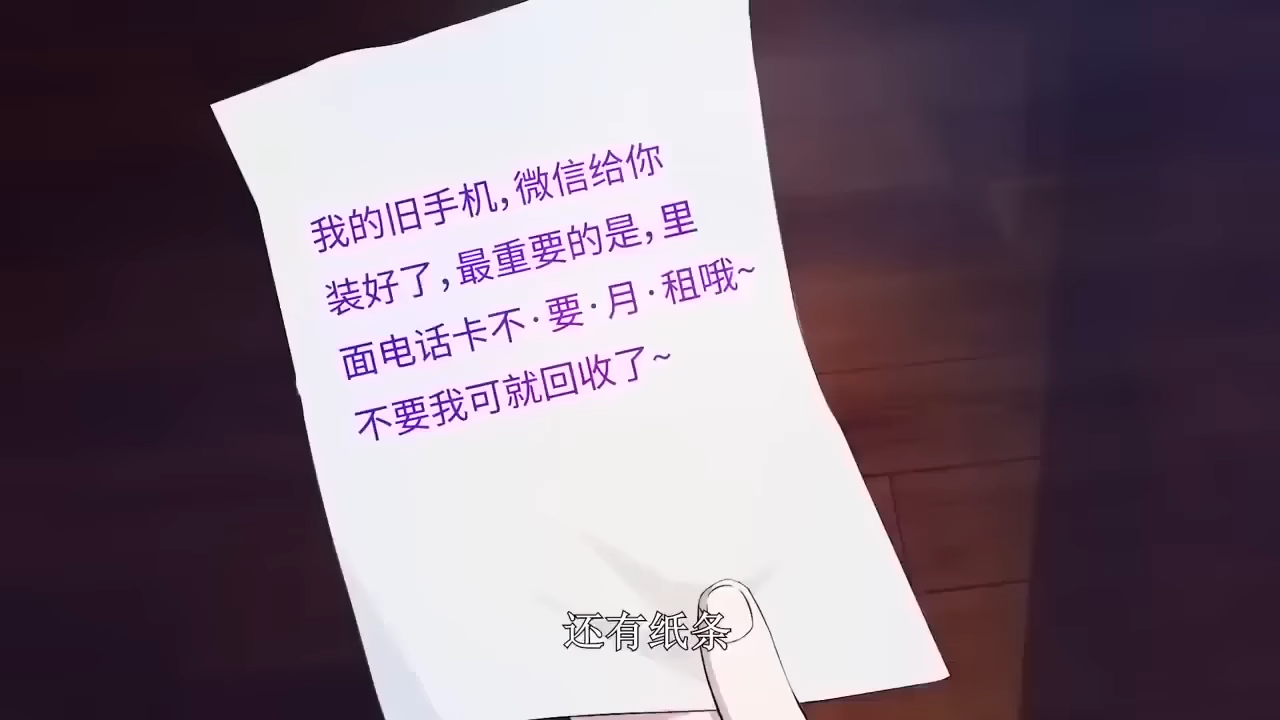 我的旧手机，微信给你
装好了，最重要的是，里
面电话卡不·要·月·租哦~
不要我可就回收了~
还有纸条